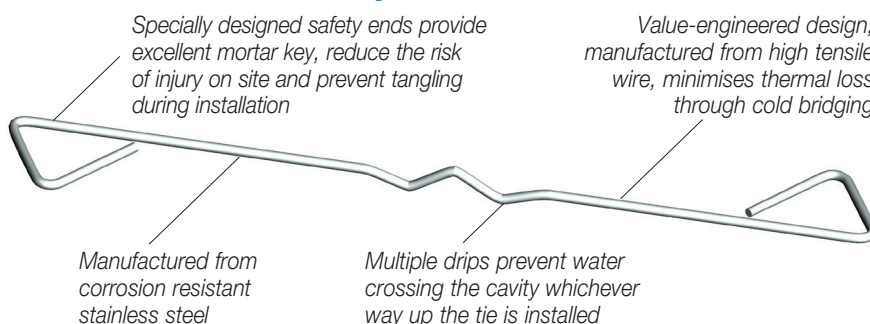 Specially designed safety ends provide
excellent mortar key, reduce the risk
of injury on site and prevent tangling
during installation
Value-engineered design,
manufactured from high tensile
wire, minimises thermal loss
through cold bridging
Manufactured from
corrosion resistant
stainless steel
Multiple drips prevent water
crossing the cavity whichever
way up the tie is installed